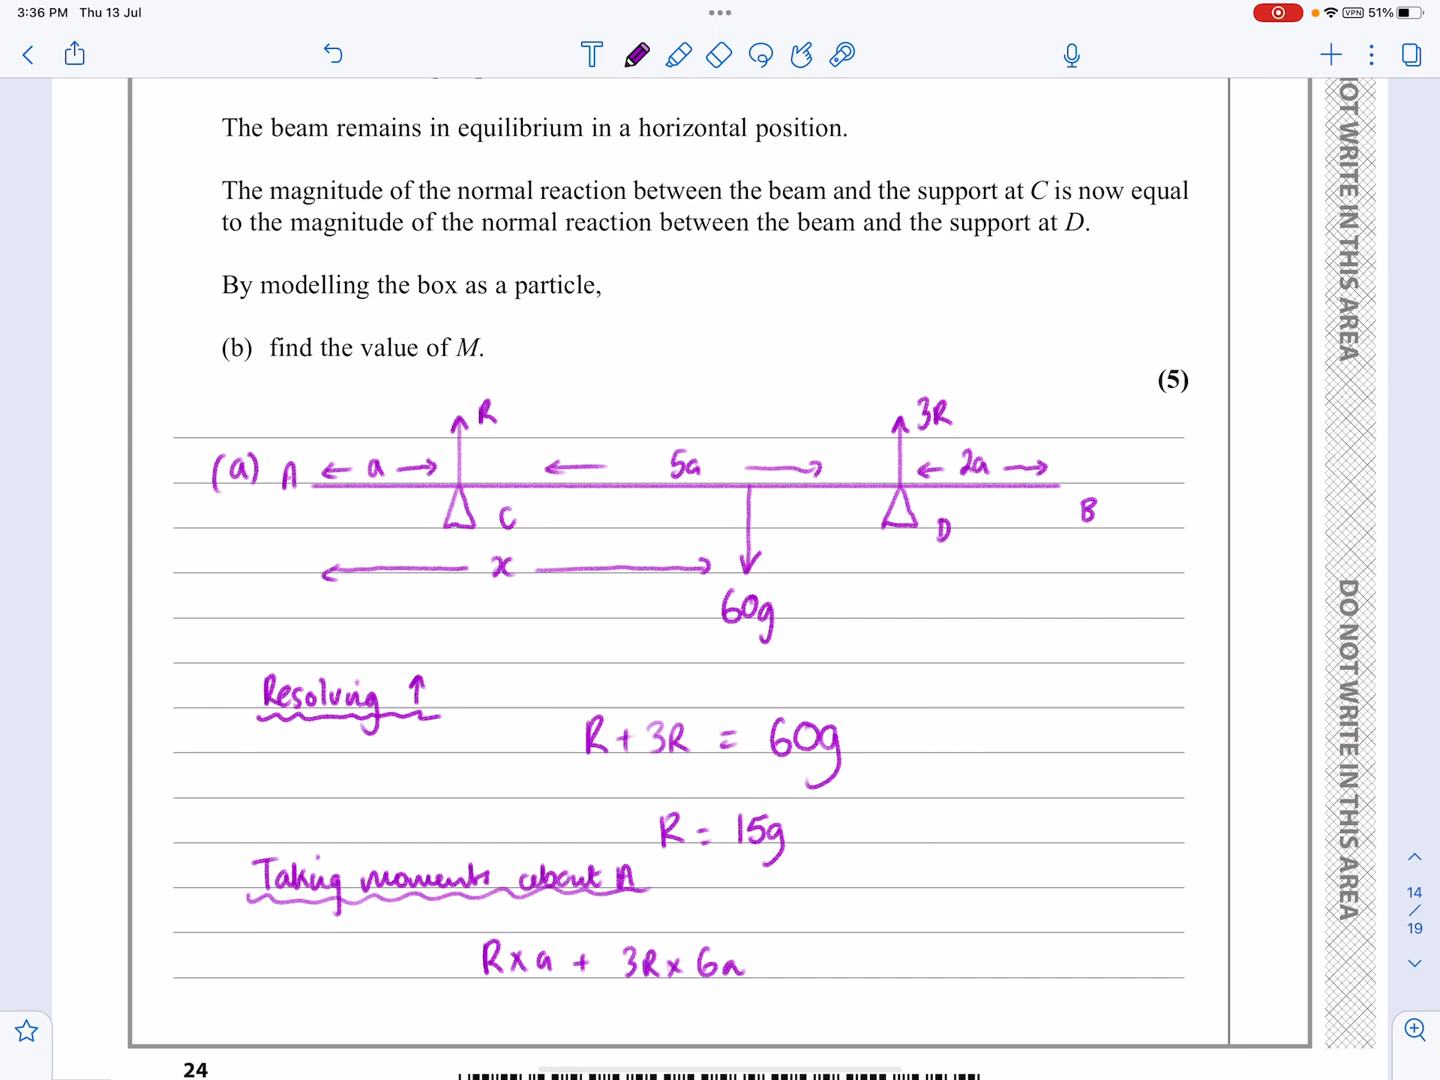 3:36 PM Thu 13 Jul
VPN 51%
The beam remains in equilibrium in a horizontal position.
The magnitude of the normal reaction between the beam and the support at C is now equal
to the magnitude of the normal reaction between the beam and the support at D.
By modelling the box as a particle,
(b) find the value of M.
(5)
R 3R
(a) A ← a → ← 5a → ← 2a →
C D B
← x →
60g
Resolving ↑
R + 3R = 60g
R = 15g
Taking moments about A
R × a + 3R × 6a
24
OT WRITE IN THIS AREA
DO NOT WRITE IN THIS AREA
14
/
19